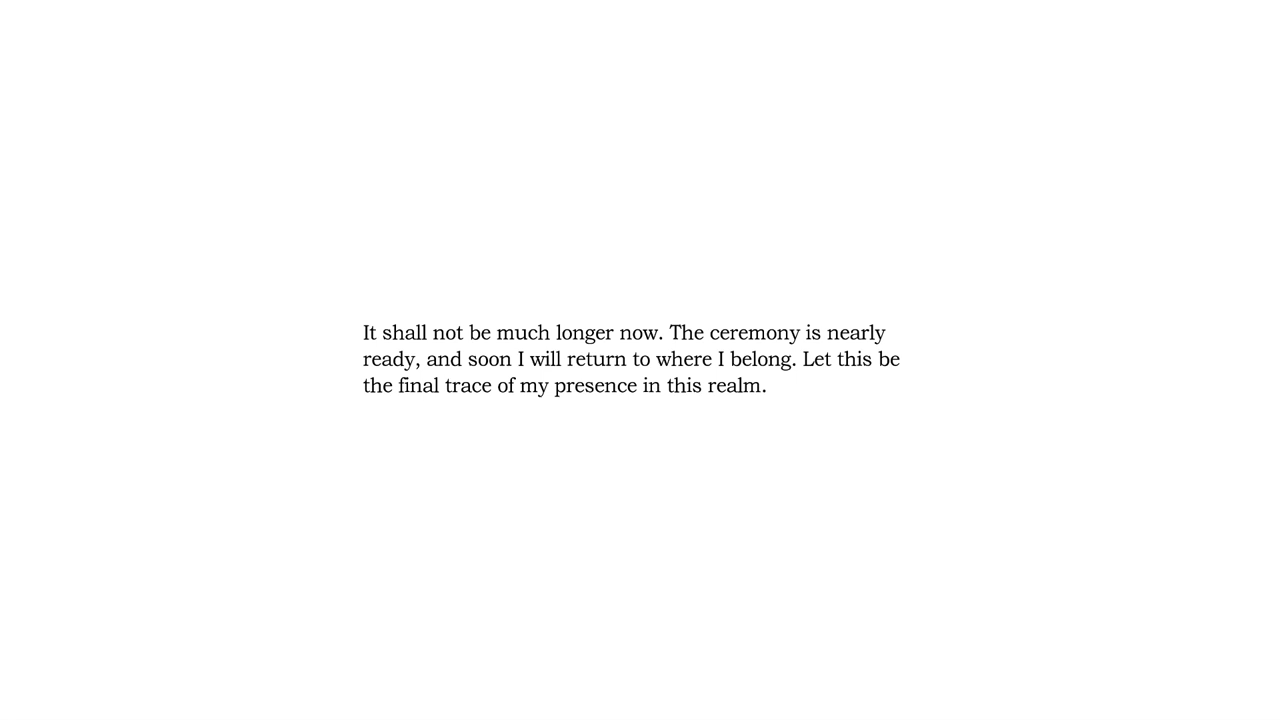 It shall not be much longer now. The ceremony is nearly
ready, and soon I will return to where I belong. Let this be
the final trace of my presence in this realm.